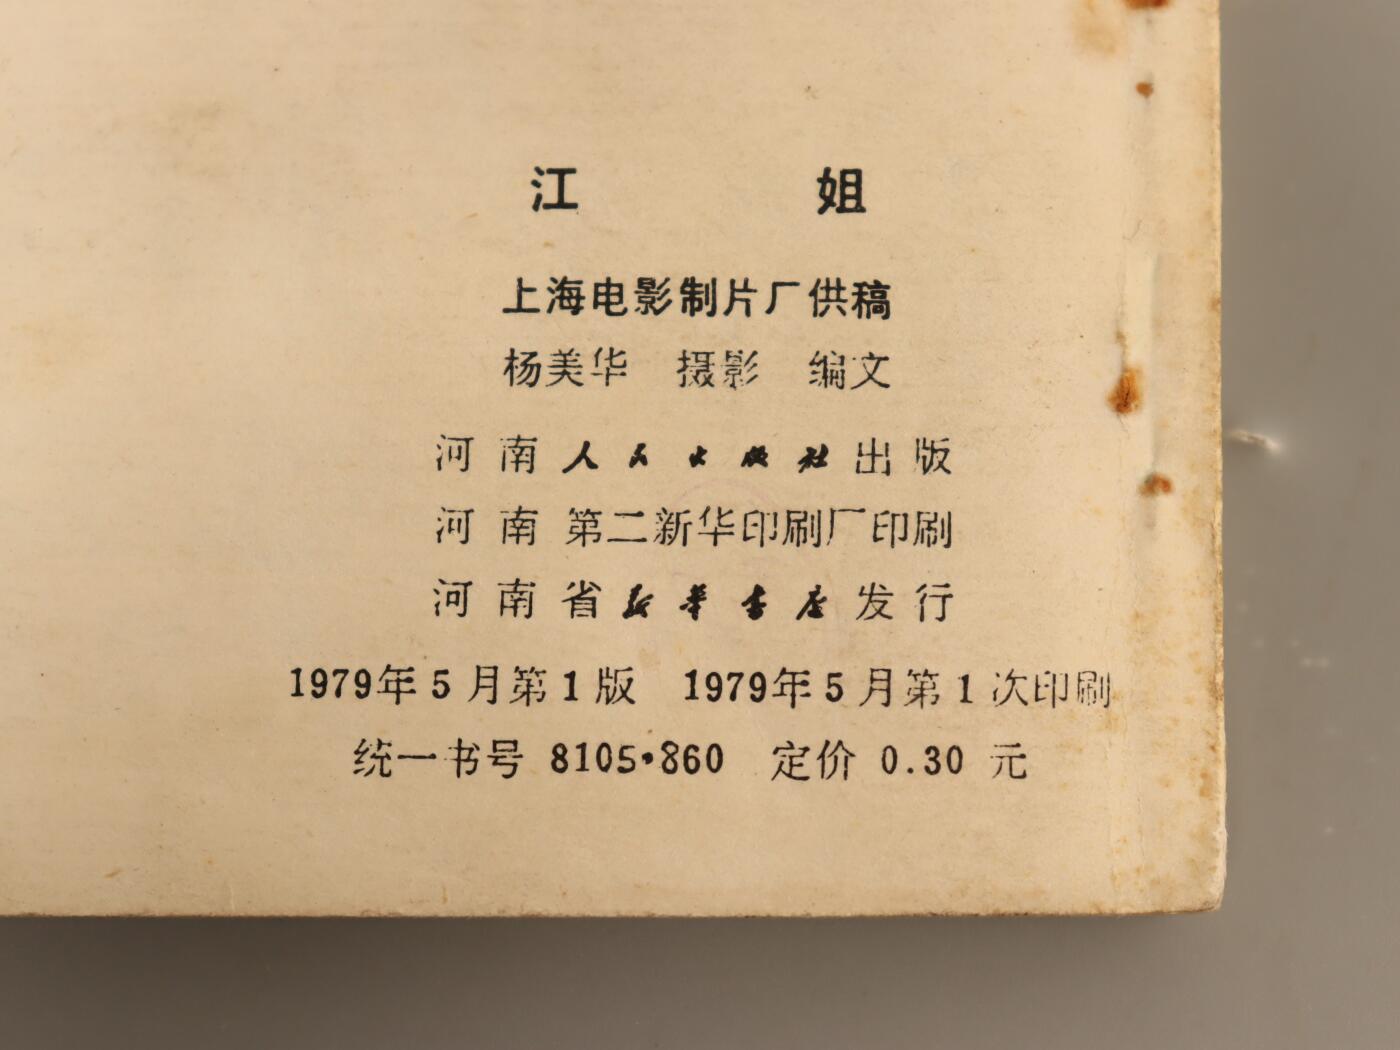 江 姐
上海电影制片厂供稿
杨美华 摄影 编文
河南人民出版社出版
河南第二新华印刷厂印刷
河南省新华书店发行
1979年5月第1版 1979年5月第1次印刷
统一书号 8105·860 定价 0.30 元